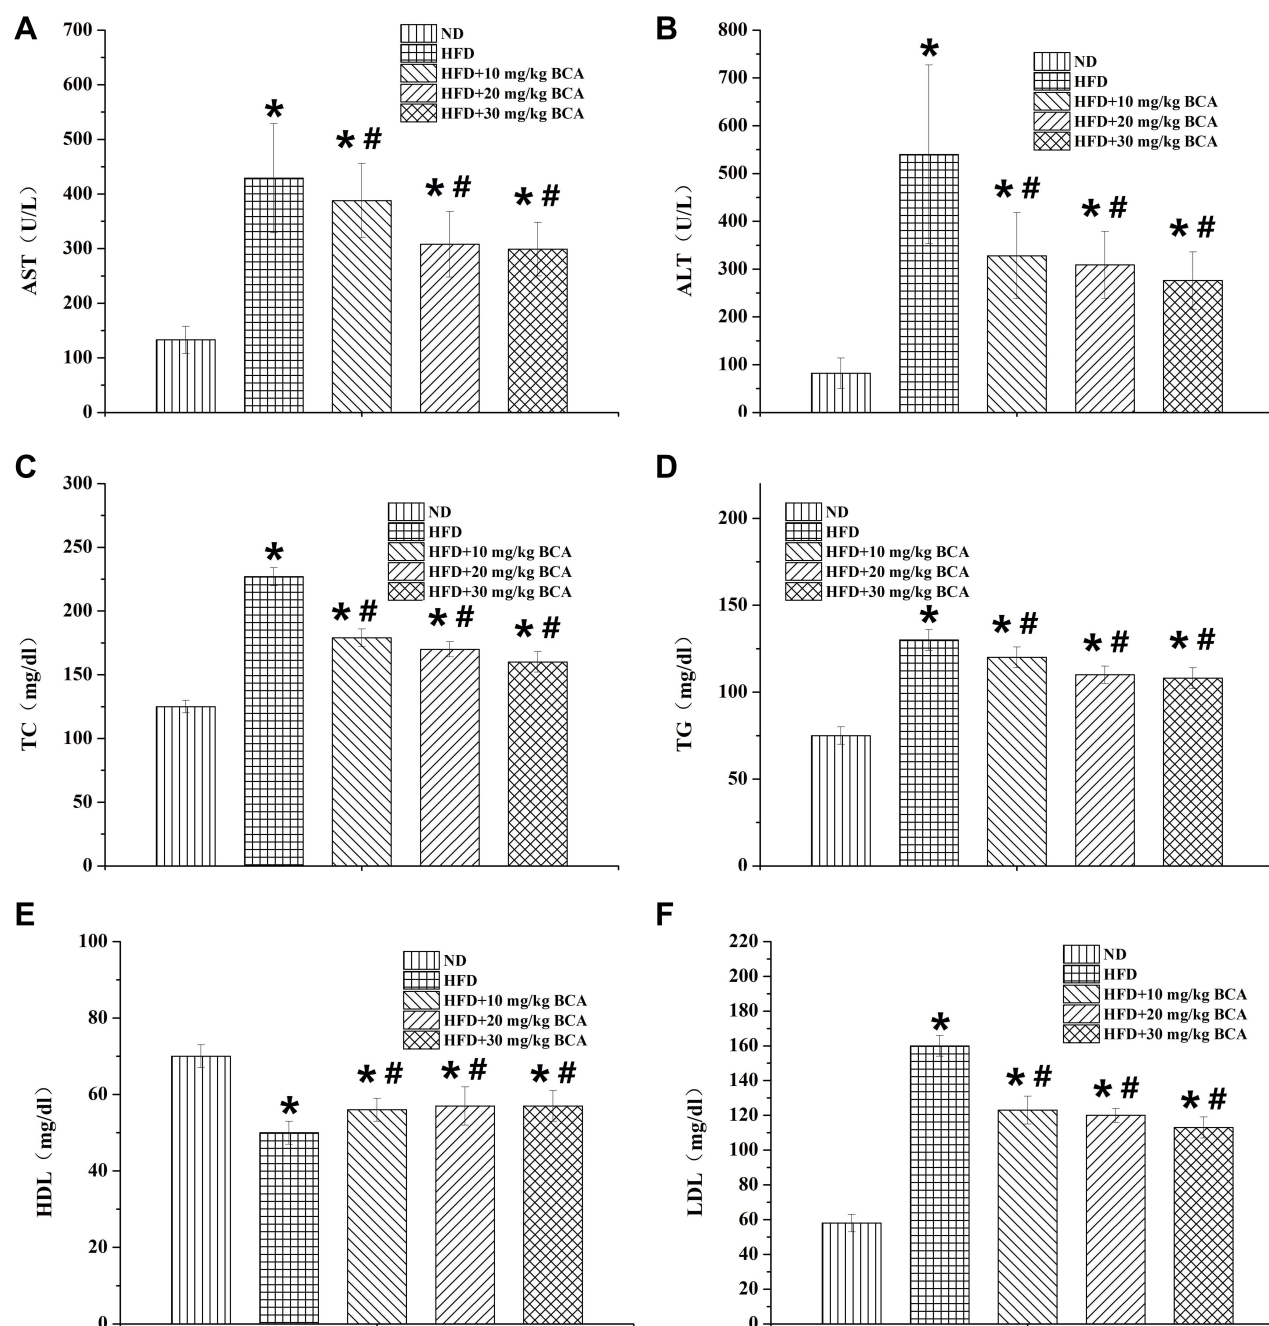 A
AST（U/L）
700
600
500
400
300
200
100
0
ND
HFD
HFD+10 mg/kg BCA
HFD+20 mg/kg BCA
HFD+30 mg/kg BCA
*
* #
* #
* #
B
ALT（U/L）
800
700
600
500
400
300
200
100
0
ND
HFD
HFD+10 mg/kg BCA
HFD+20 mg/kg BCA
HFD+30 mg/kg BCA
*
* #
* #
* #
C
TC（mg/dl）
300
250
200
150
100
50
0
ND
HFD
HFD+10 mg/kg BCA
HFD+20 mg/kg BCA
HFD+30 mg/kg BCA
*
* #
* #
* #
D
TG（mg/dl）
200
150
100
50
0
ND
HFD
HFD+10 mg/kg BCA
HFD+20 mg/kg BCA
HFD+30 mg/kg BCA
*
* #
* #
* #
E
HDL（mg/dl）
100
80
60
40
20
0
ND
HFD
HFD+10 mg/kg BCA
HFD+20 mg/kg BCA
HFD+30 mg/kg BCA
*
* #
* #
* #
F
LDL（mg/dl）
220
200
180
160
140
120
100
80
60
40
20
0
ND
HFD
HFD+10 mg/kg BCA
HFD+20 mg/kg BCA
HFD+30 mg/kg BCA
*
* #
* #
* #